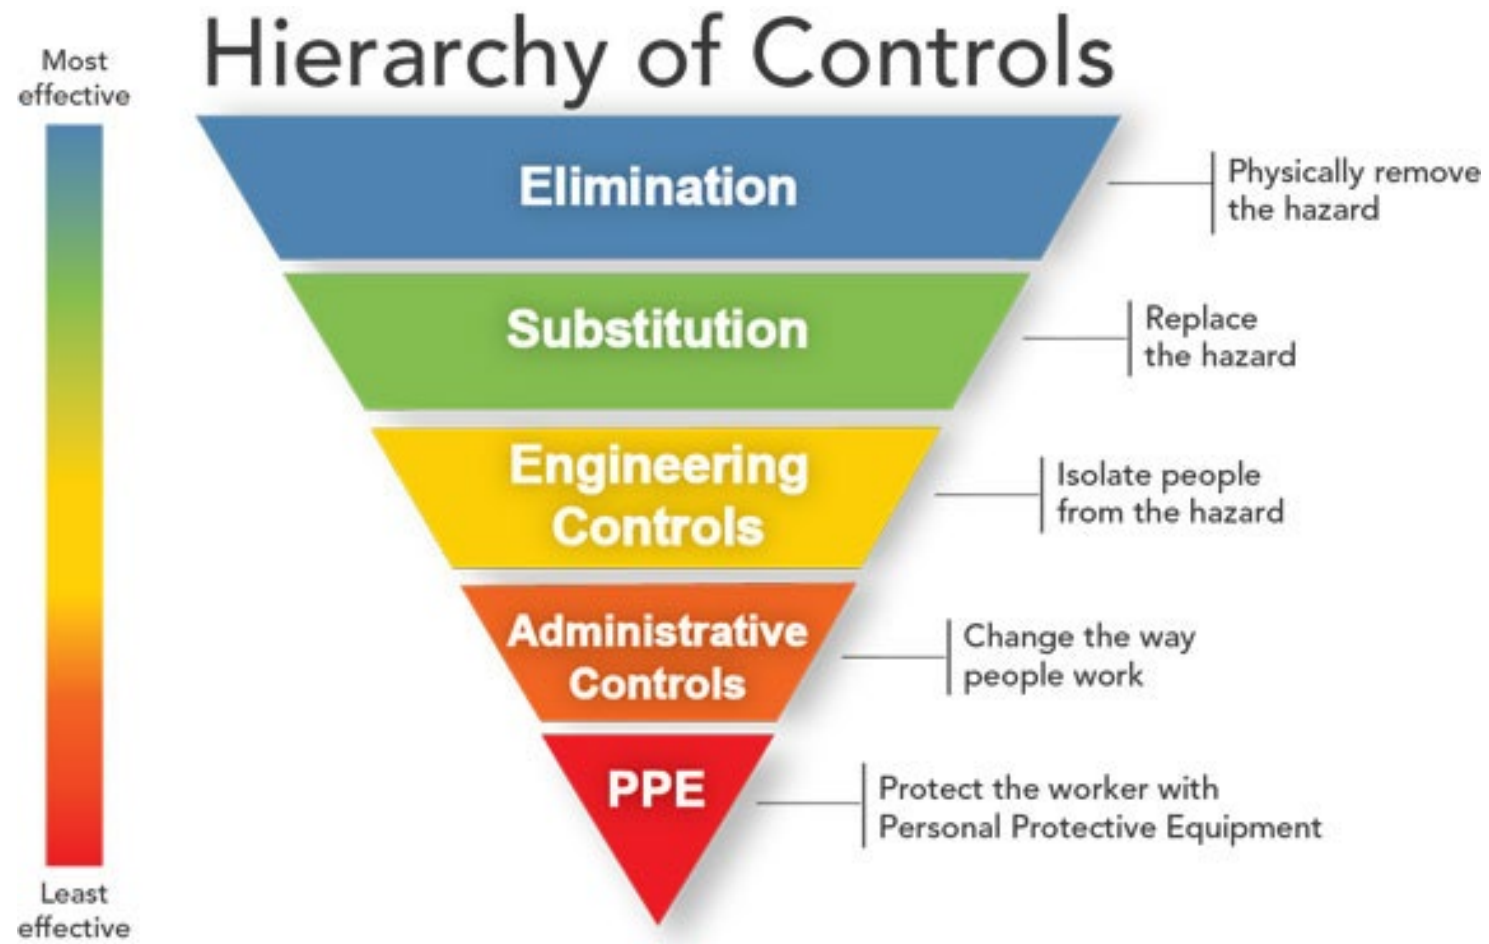 Hierarchy of Controls
Most
effective
Elimination
Physically remove
the hazard
Substitution
Replace
the hazard
Engineering
Controls
Isolate people
from the hazard
Administrative
Controls
Change the way
people work
PPE
Protect the worker with
Personal Protective Equipment
Least
effective